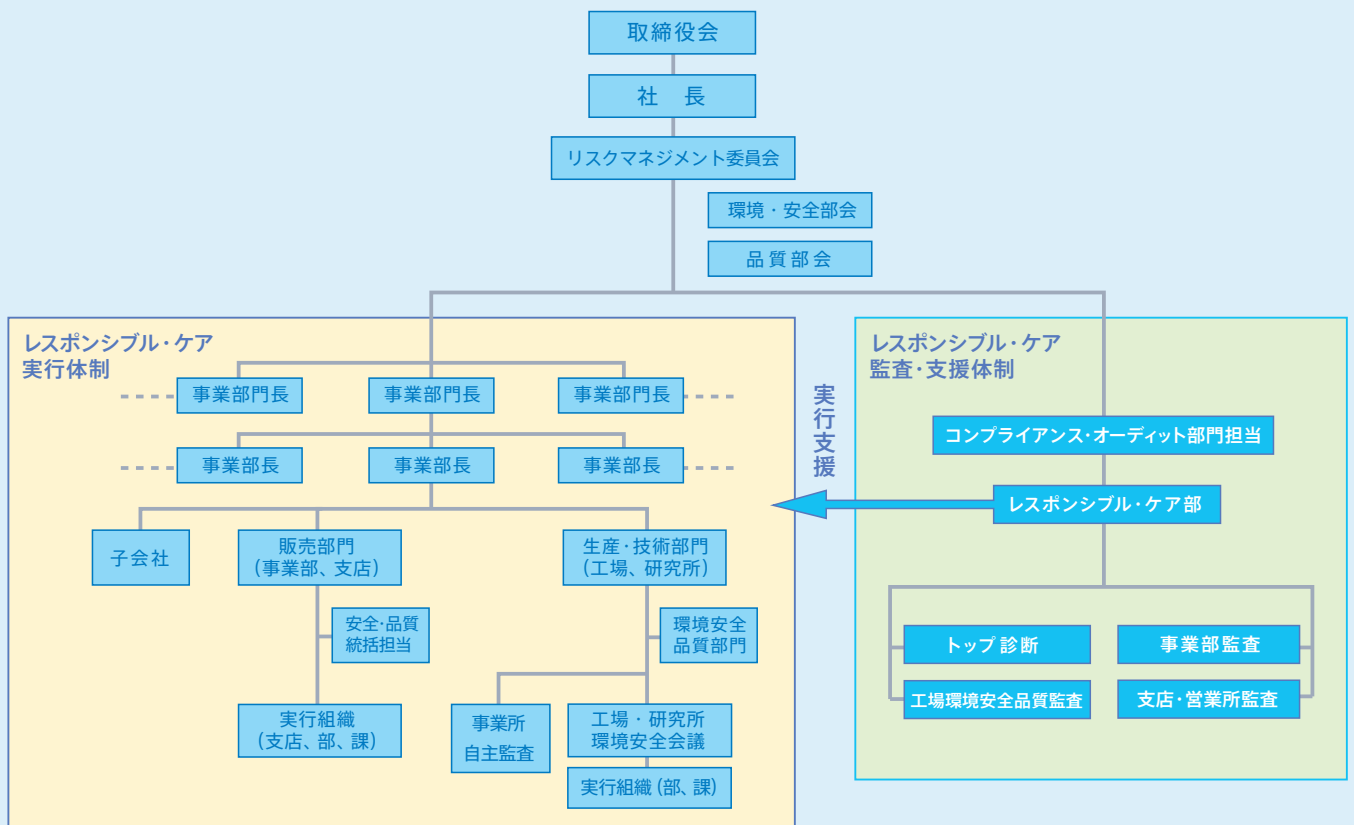 取締役会
社　長
リスクマネジメント委員会
環境・安全部会
品質部会
レスポンシブル・ケア
実行体制
事業部門長
事業部門長
事業部門長
事業部長
事業部長
事業部長
子会社
販売部門
（事業部、支店）
生産・技術部門
（工場、研究所）
安全・品質
統括担当
環境安全
品質部門
実行組織
（支店、部、課）
事業所
自主監査
工場・研究所
環境安全会議
実行組織（部、課）
実行支援
レスポンシブル・ケア
監査・支援体制
コンプライアンス・オーディット部門担当
レスポンシブル・ケア部
トップ診断
事業部監査
工場環境安全品質監査
支店・営業所監査